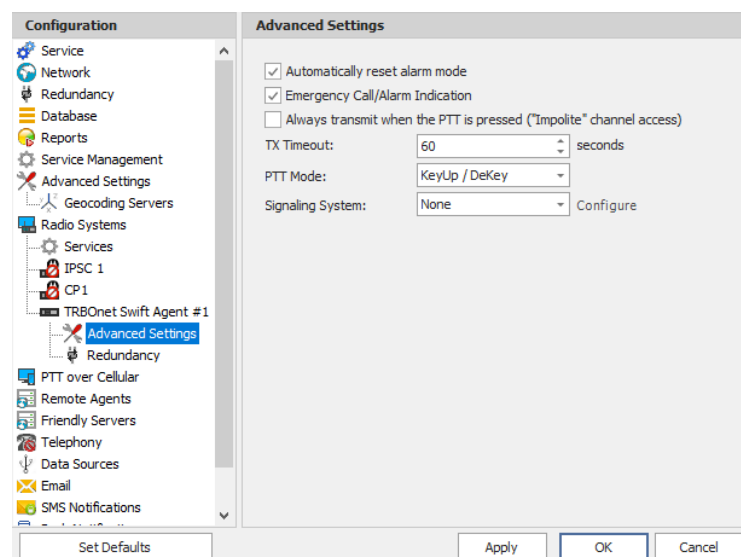 Configuration
Service
Network
Redundancy
Database
Reports
Service Management
Advanced Settings
Geocoding Servers
Radio Systems
Services
IPSC 1
CP1
TRBOnet Swift Agent #1
Advanced Settings
Redundancy
PTT over Cellular
Remote Agents
Friendly Servers
Telephony
Data Sources
Email
SMS Notifications
Set Defaults
Advanced Settings
Automatically reset alarm mode
Emergency Call/Alarm Indication
Always transmit when the PTT is pressed ("Impolite" channel access)
TX Timeout: 60 seconds
PTT Mode: KeyUp / DeKey
Signaling System: None Configure
Apply OK Cancel